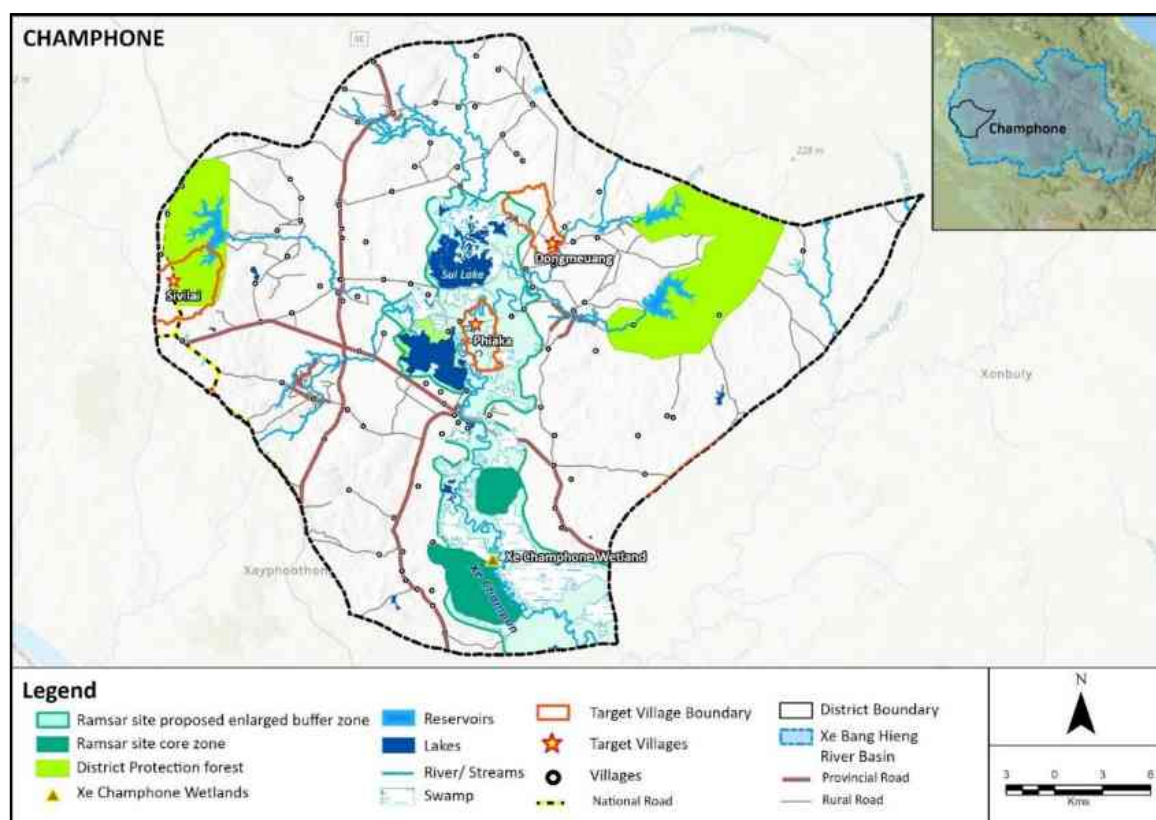 CHAMPHONE
Champhone
228 m
Sui Lake
Dongmeuang
Sivilai
Phiaka
Xonbuly
Xe Champhone Wetland
Legend
Ramsar site proposed enlarged buffer zone
Ramsar site core zone
District Protection forest
Xe Champhone Wetlands
Reservoirs
Lakes
River/ Streams
Swamp
Target Village Boundary
Target Villages
Villages
National Road
District Boundary
Xe Bang Hieng
River Basin
Provincial Road
Rural Road
N
3 0 3 6
Kms